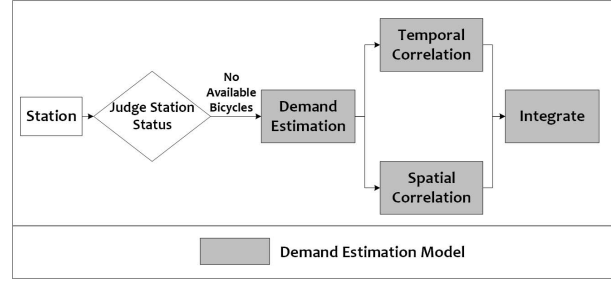 Station
Judge Station
Status
No
Available
Bicycles
Demand
Estimation
Temporal
Correlation
Spatial
Correlation
Integrate
Demand Estimation Model